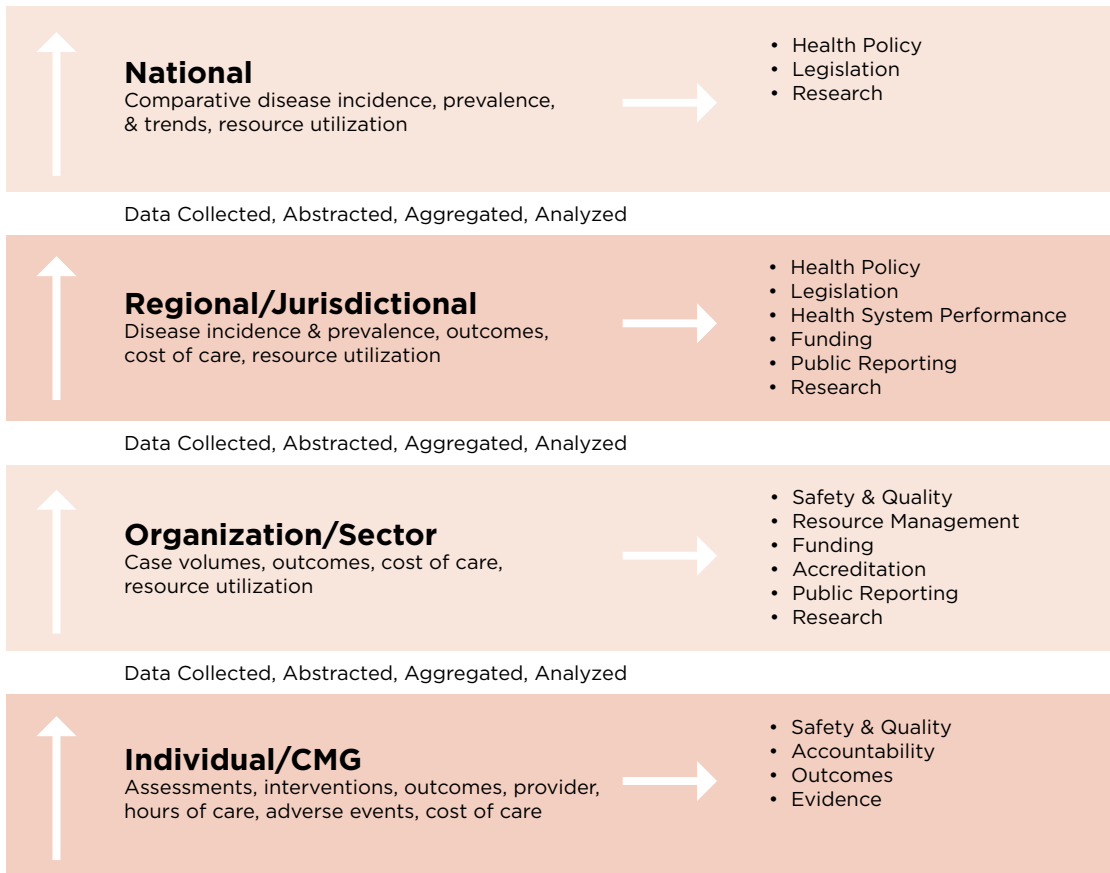 National
Comparative disease incidence, prevalence,
& trends, resource utilization
• Health Policy
• Legislation
• Research
Data Collected, Abstracted, Aggregated, Analyzed
Regional/Jurisdictional
Disease incidence & prevalence, outcomes,
cost of care, resource utilization
• Health Policy
• Legislation
• Health System Performance
• Funding
• Public Reporting
• Research
Data Collected, Abstracted, Aggregated, Analyzed
Organization/Sector
Case volumes, outcomes, cost of care,
resource utilization
• Safety & Quality
• Resource Management
• Funding
• Accreditation
• Public Reporting
• Research
Data Collected, Abstracted, Aggregated, Analyzed
Individual/CMG
Assessments, interventions, outcomes, provider,
hours of care, adverse events, cost of care
• Safety & Quality
• Accountability
• Outcomes
• Evidence